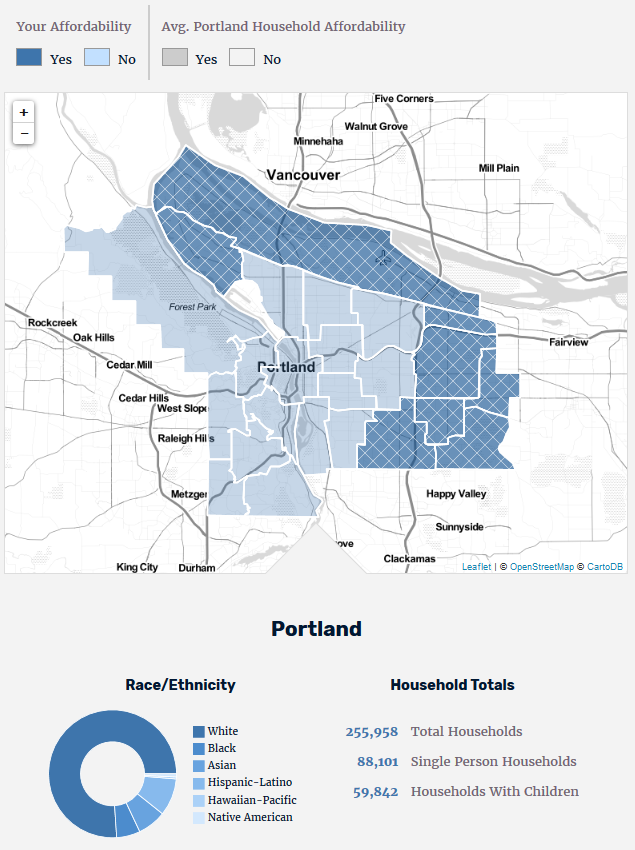 Your Affordability
Avg. Portland Household Affordability
Yes
No
Yes
No
+
−
Five Corners
Walnut Grove
Minnehaha
Mill Plain
Vancouver
Forest Park
Rockcreek
Oak Hills
Fairview
Cedar Mill
Portland
Cedar Hills
West Slope
Raleigh Hills
Metzger
Happy Valley
Sunnyside
ove
Clackamas
King City
Durham
Leaflet | © OpenStreetMap © CartoDB
Portland
Race/Ethnicity
White
Black
Asian
Hispanic-Latino
Hawaiian-Pacific
Native American
Household Totals
255,958 Total Households
88,101 Single Person Households
59,842 Households With Children